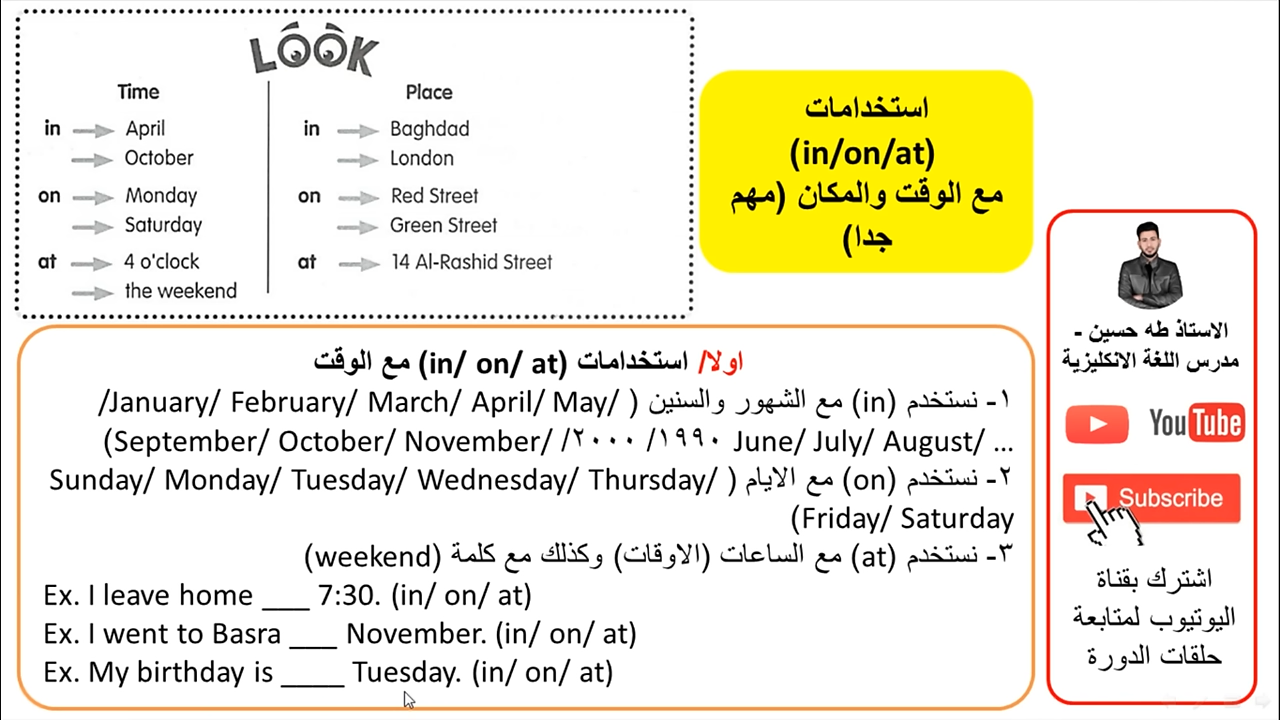 LOOK
Time Place
in April in Baghdad
October London
on Monday on Red Street
Saturday Green Street
at 4 o'clock at 14 Al-Rashid Street
the weekend
استخدامات
(in/on/at)
مع الوقت والمكان (مهم
جدا)
اولا/ استخدامات (in/ on/ at) مع الوقت
١- نستخدم (in) مع الشهور والسنين ( January/ February/ March/ April/ May/
June/ July/ August/ September/ October/ November/ ١٩٩٠ /٢٠٠٠/ ...)
٢- نستخدم (on) مع الايام ( Sunday/ Monday/ Tuesday/ Wednesday/ Thursday/
Friday/ Saturday)
٣- نستخدم (at) مع الساعات (الاوقات) وكذلك مع كلمة (weekend)
Ex. I leave home ___ 7:30. (in/ on/ at)
Ex. I went to Basra ___ November. (in/ on/ at)
Ex. My birthday is ____ Tuesday. (in/ on/ at)
الاستاذ طه حسين -
مدرس اللغة الانكليزية
YouTube
Subscribe
اشترك بقناة
اليوتيوب لمتابعة
حلقات الدورة